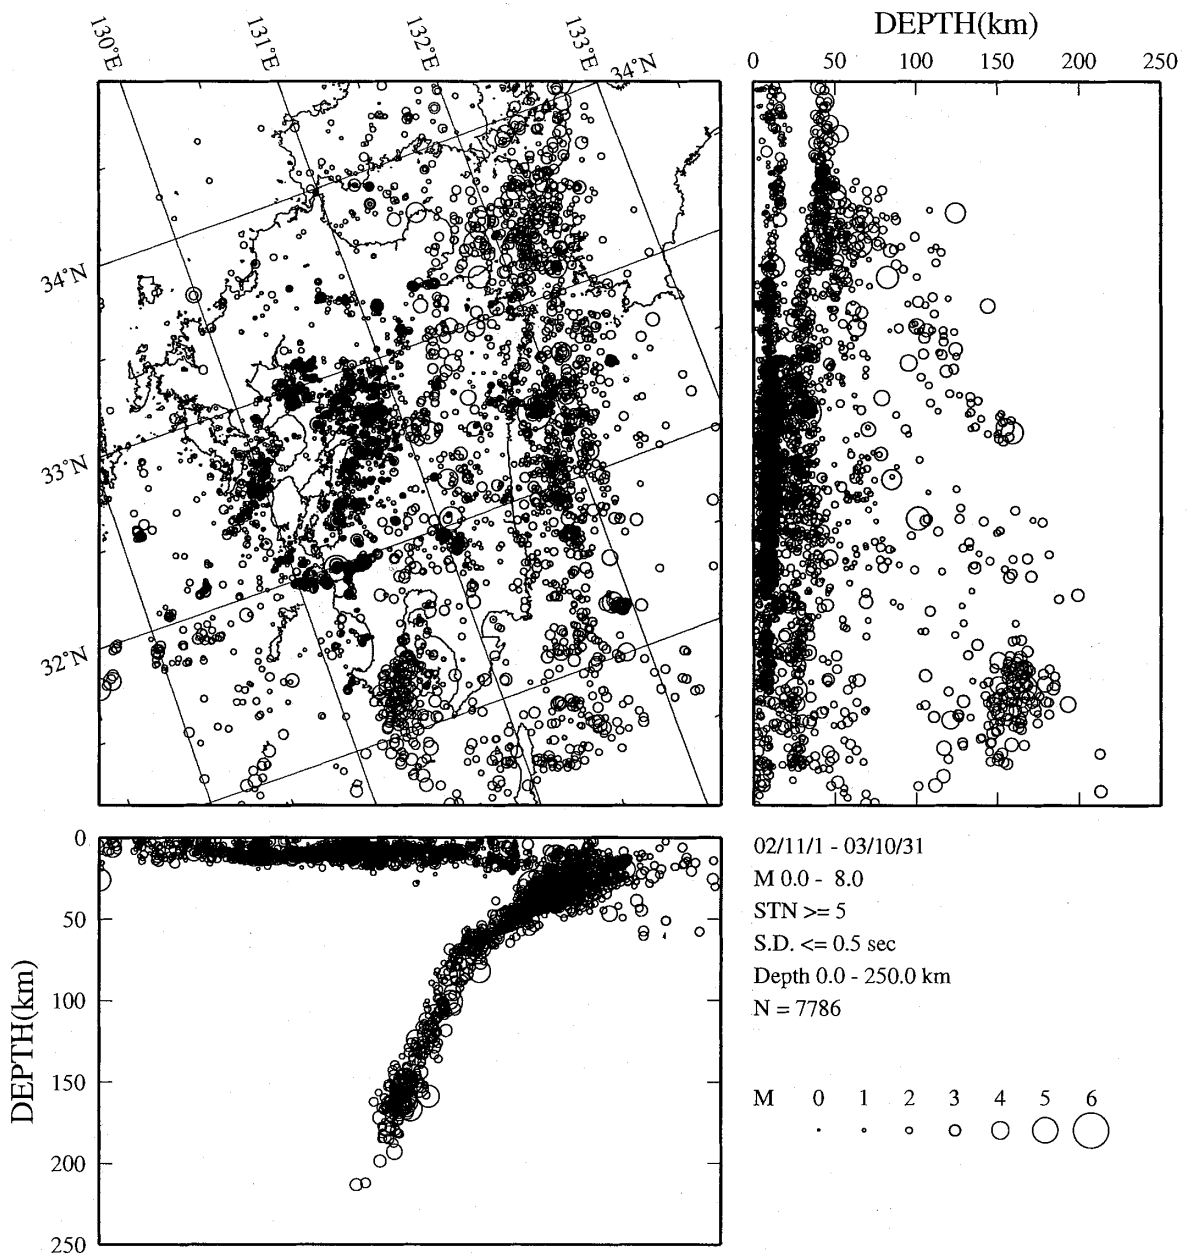 130°E
131°E
132°E
133°E
34°N
DEPTH(km)
0 50 100 150 200 250
34°N
33°N
32°N
0
50
100
150
200
250
DEPTH(km)
02/11/1 - 03/10/31
M 0.0 - 8.0
STN >= 5
S.D. <= 0.5 sec
Depth 0.0 - 250.0 km
N = 7786
M 0 1 2 3 4 5 6